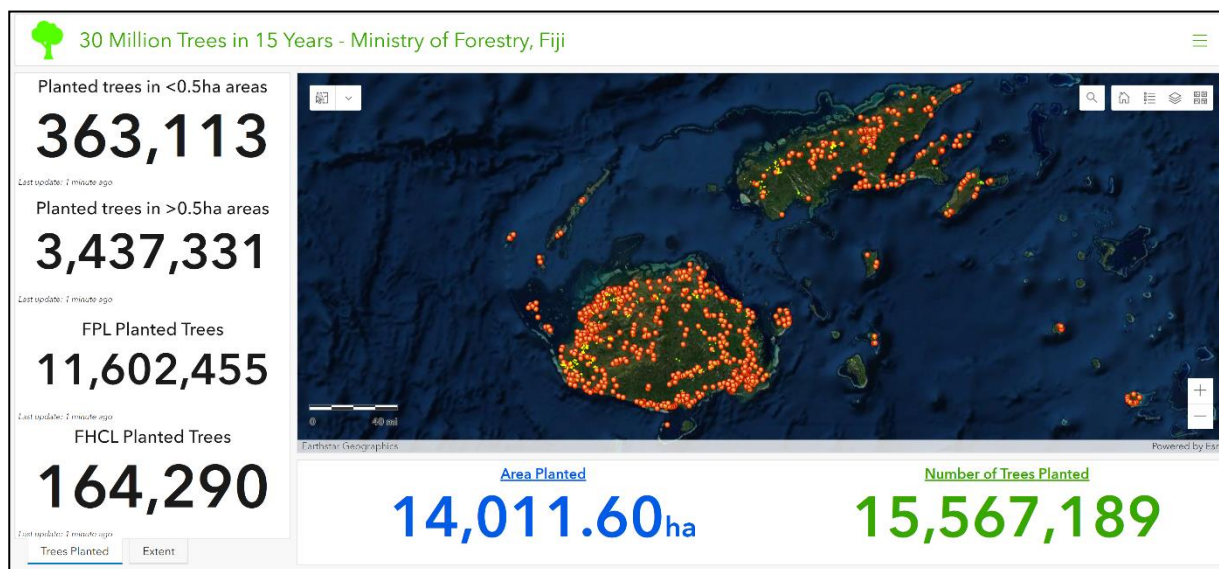 30 Million Trees in 15 Years - Ministry of Forestry, Fiji
Planted trees in <0.5ha areas
363,113
Last update: 1 minute ago
Planted trees in >0.5ha areas
3,437,331
Last update: 1 minute ago
FPL Planted Trees
11,602,455
Last update: 1 minute ago
FHCL Planted Trees
164,290
Last update: 1 minute ago
Trees Planted
Extent
0 40 mi
Earthstar Geographics
Powered by Esri
Area Planted
14,011.60ha
Number of Trees Planted
15,567,189